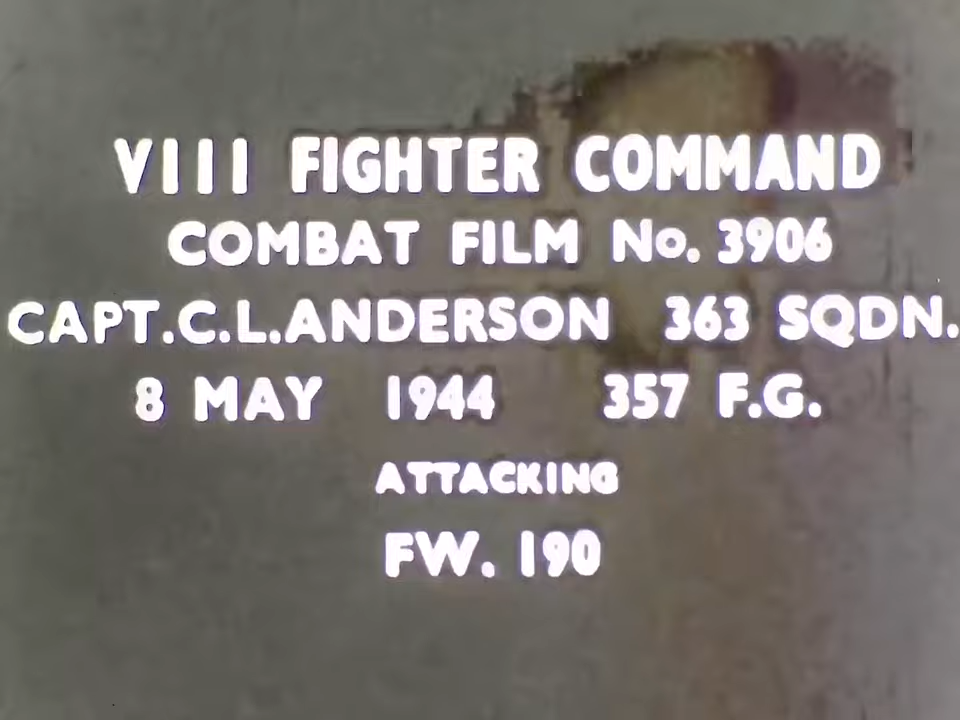 VIII FIGHTER COMMAND
COMBAT FILM No. 3906
CAPT.C.L.ANDERSON 363 SQDN.
8 MAY 1944 357 F.G.
ATTACKING
FW. 190